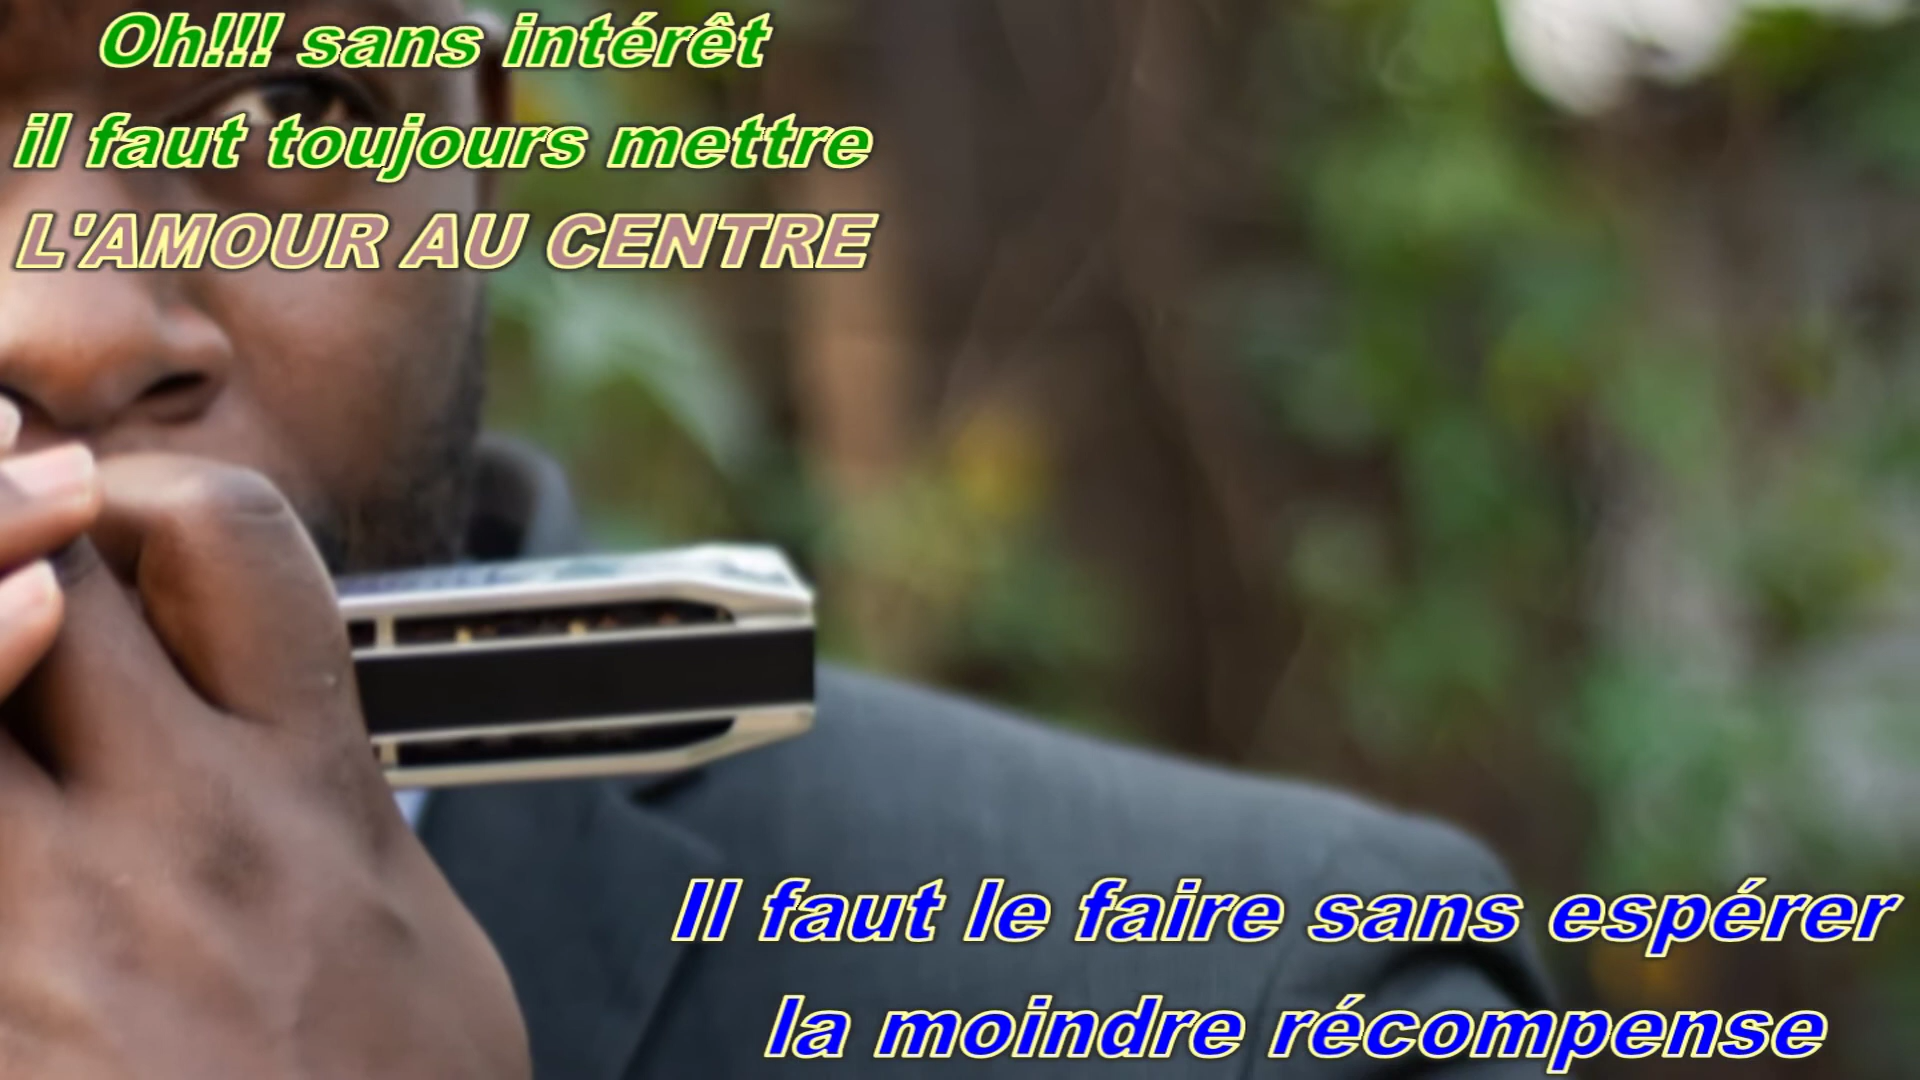 Oh!!! sans intérêt
il faut toujours mettre
L'AMOUR AU CENTRE
Il faut le faire sans espérer
la moindre récompense